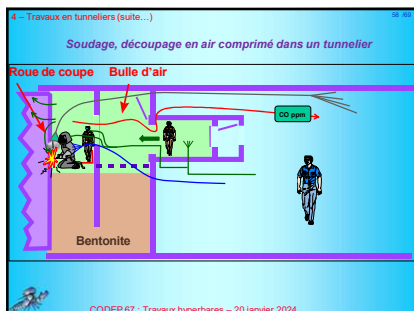 4 – Travaux en tunneliers (suite…)
58 /69
Soudage, découpage en air comprimé dans un tunnelier
Roue de coupe Bulle d'air
CO ppm
Bentonite
CODEP 67 : Travaux hyperbares – 20 janvier 2024